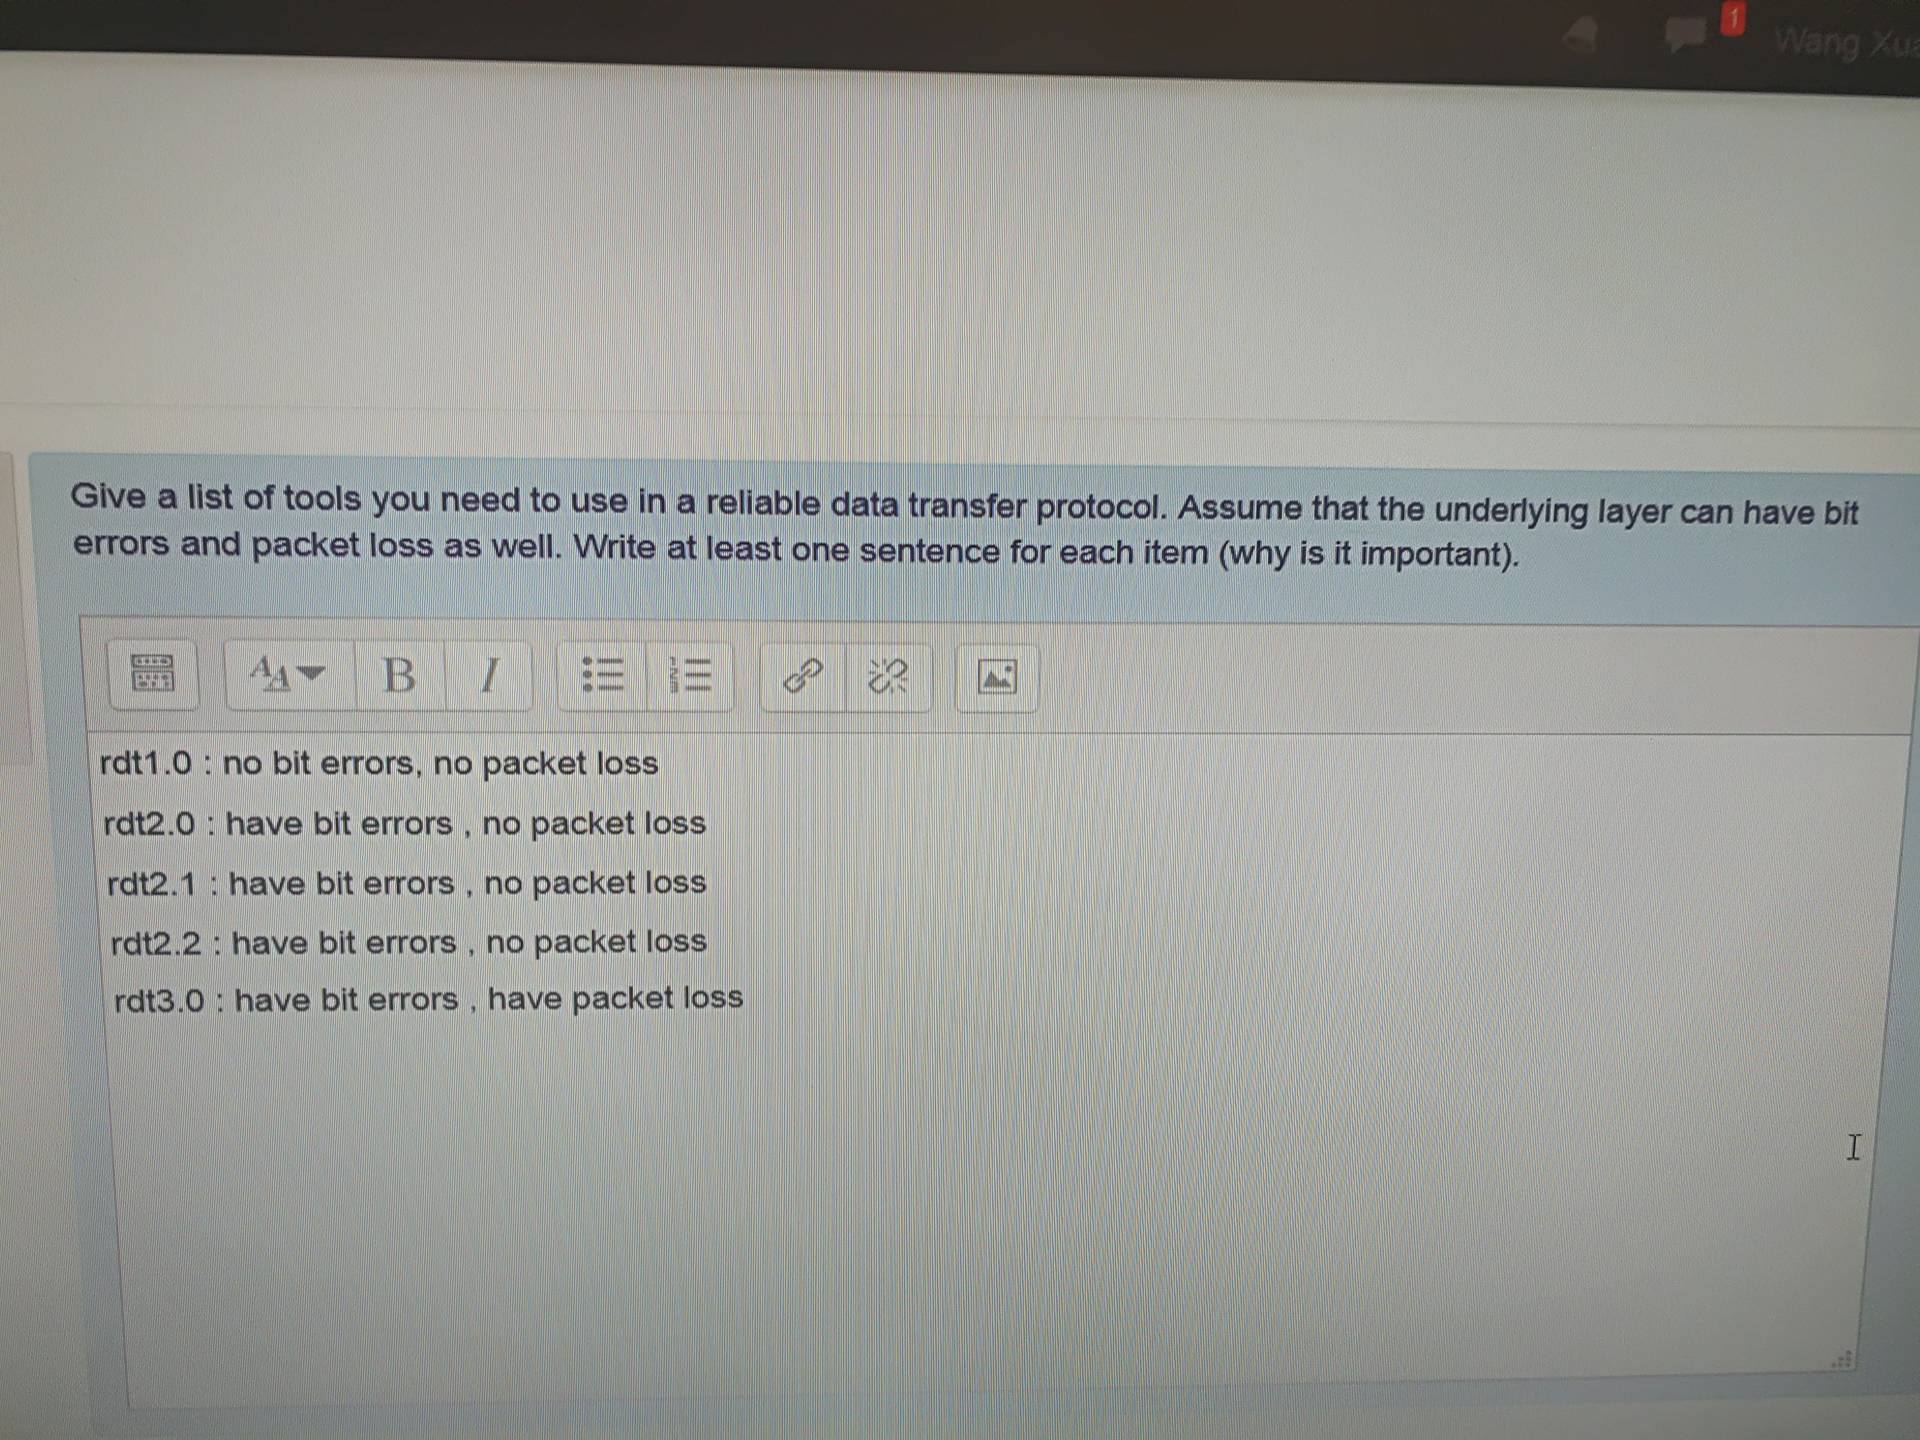 1
Wang
Give a list of tools you need to use in a reliable data transfer protocol. Assume that the underlying layer can have bit
errors and packet loss as well. Write at least one sentence for each item (why is it important).
B I
rdt1.0 : no bit errors, no packet loss
rdt2.0 : have bit errors , no packet loss
rdt2.1 : have bit errors , no packet loss
rdt2.2 : have bit errors , no packet loss
rdt3.0 : have bit errors , have packet loss